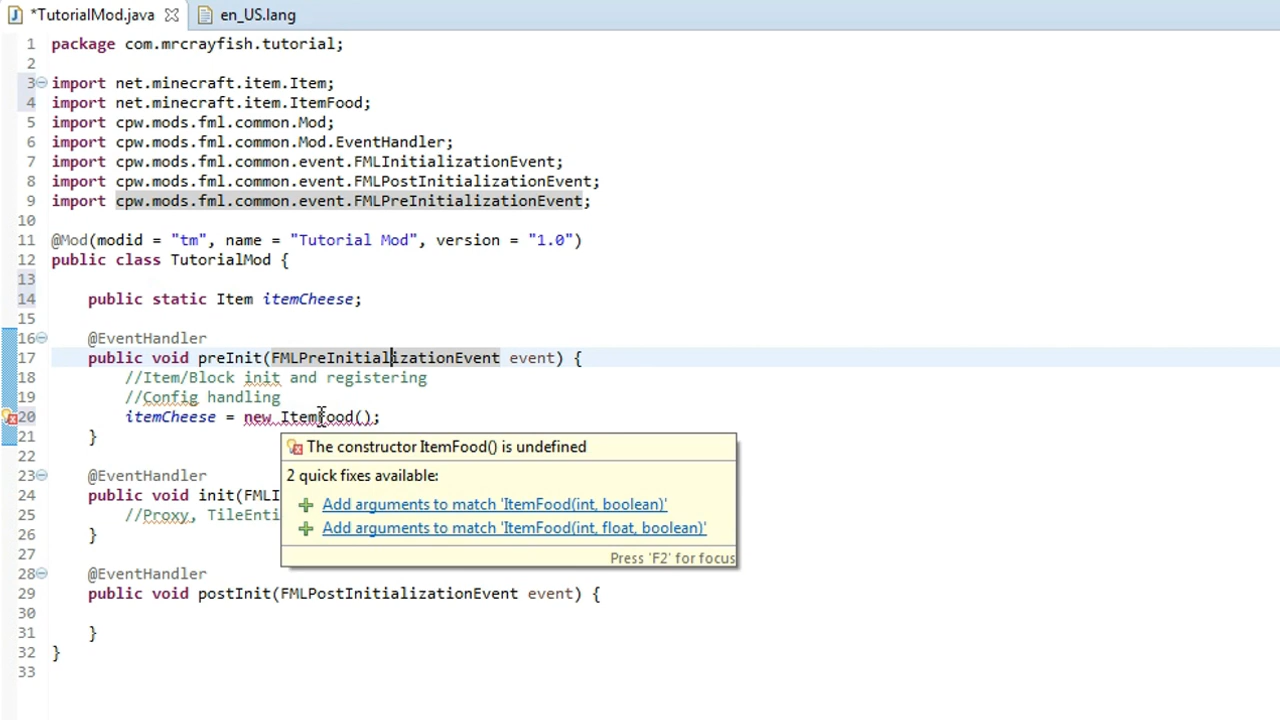 *TutorialMod.java
en_US.lang
1 package com.mrcrayfish.tutorial;
2
3 import net.minecraft.item.Item;
4 import net.minecraft.item.ItemFood;
5 import cpw.mods.fml.common.Mod;
6 import cpw.mods.fml.common.Mod.EventHandler;
7 import cpw.mods.fml.common.event.FMLInitializationEvent;
8 import cpw.mods.fml.common.event.FMLPostInitializationEvent;
9 import cpw.mods.fml.common.event.FMLPreInitializationEvent;
10
11 @Mod(modid = "tm", name = "Tutorial Mod", version = "1.0")
12 public class TutorialMod {
13
14 public static Item itemCheese;
15
16 @EventHandler
17 public void preInit(FMLPreInitializationEvent event) {
18 //Item/Block init and registering
19 //Config handling
20 itemCheese = new ItemFood();
21 }
The constructor ItemFood() is undefined
2 quick fixes available:
Add arguments to match 'ItemFood(int, boolean)'
Add arguments to match 'ItemFood(int, float, boolean)'
Press 'F2' for focus
22
23 @EventHandler
24 public void init(FMLI
25 //Proxy, TileEnti
26 }
27
28 @EventHandler
29 public void postInit(FMLPostInitializationEvent event) {
30
31 }
32 }
33